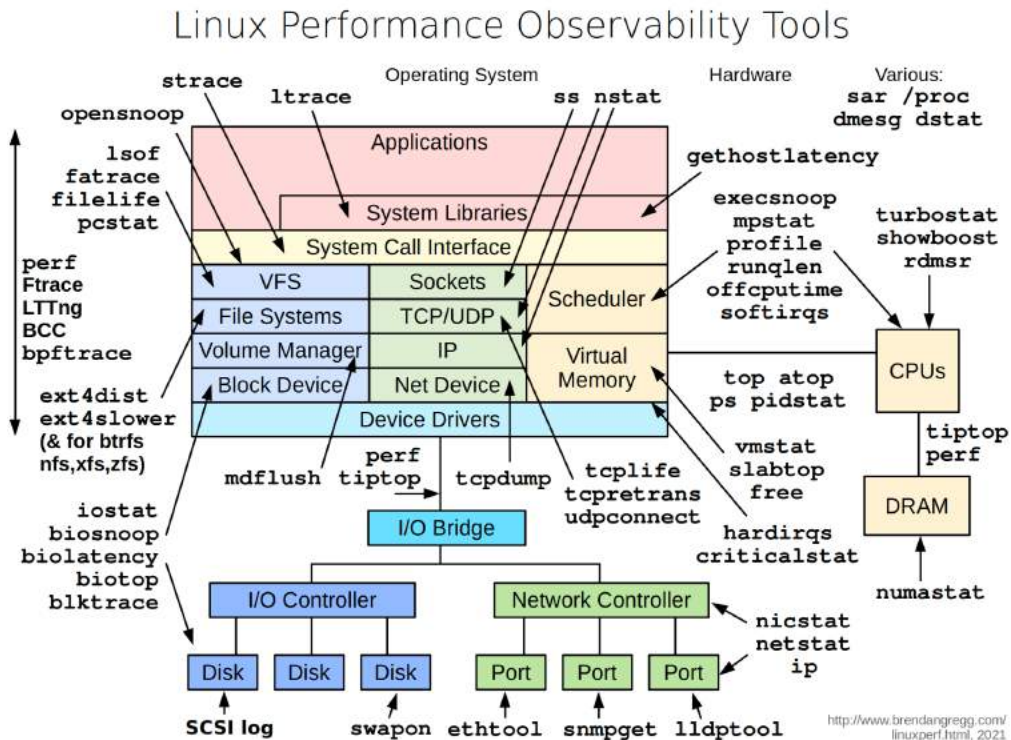 Linux Performance Observability Tools
Operating System
Hardware
Various:
sar /proc
dmesg dstat
strace
ltrace
ss nstat
opensnoop
gethostlatency
lsof
fatrace
filelife
pcstat
Applications
System Libraries
System Call Interface
VFS
Sockets
Scheduler
File Systems
TCP/UDP
Volume Manager
IP
Virtual
Memory
Block Device
Net Device
Device Drivers
perf
Ftrace
LTTng
BCC
bpftrace
execsnoop
mpstat
profile
runqlen
offcputime
softirqs
turbostat
showboost
rdmsr
CPUs
top atop
ps pidstat
tiptop
perf
DRAM
numastat
ext4dist
ext4slower
(& for btrfs
nfs,xfs,zfs)
mdflush
perf
tiptop
tcpdump
tcplife
tcpretrans
udpconnect
vmstat
slabtop
free
hardirqs
criticalstat
iostat
biosnoop
biolatency
biotop
blktrace
I/O Bridge
I/O Controller
Network Controller
nicstat
netstat
ip
Disk
Disk
Disk
Port
Port
Port
SCSI log
swapon
ethtool
snmpget
lldptool
http://www.brendangregg.com/
linuxperf.html, 2021